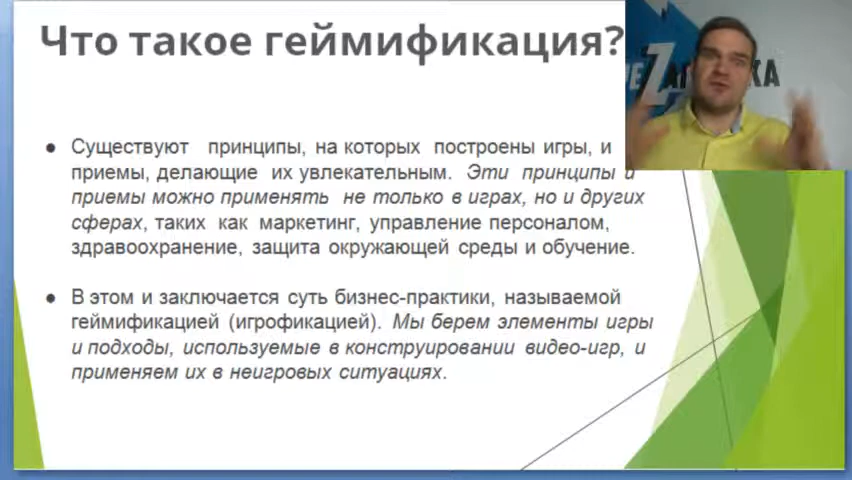 Что такое геймификация?
● Существуют принципы, на которых построены игры, и
приемы, делающие их увлекательным. Эти принципы и
приемы можно применять не только в играх, но и других
сферах, таких как маркетинг, управление персоналом,
здравоохранение, защита окружающей среды и обучение.
● В этом и заключается суть бизнес-практики, называемой
геймификацией (игрофикацией). Мы берем элементы игры
и подходы, используемые в конструировании видео-игр, и
применяем их в неигровых ситуациях.